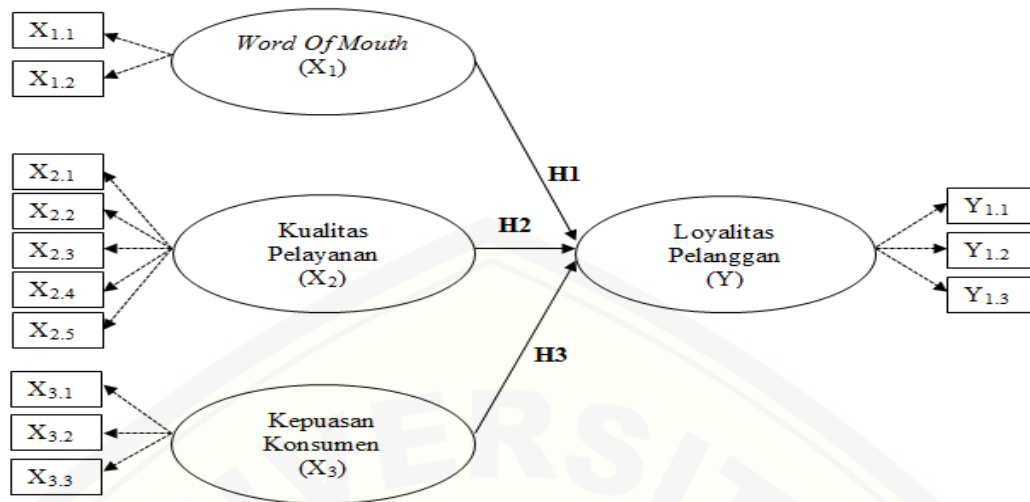 X1.1
X1.2
Word Of Mouth
(X1)
H1
X2.1
X2.2
X2.3
X2.4
X2.5
Kualitas
Pelayanan
(X2)
H2
Loyalitas
Pelanggan
(Y)
Y1.1
Y1.2
Y1.3
H3
X3.1
X3.2
X3.3
Kepuasan
Konsumen
(X3)
VERSIT